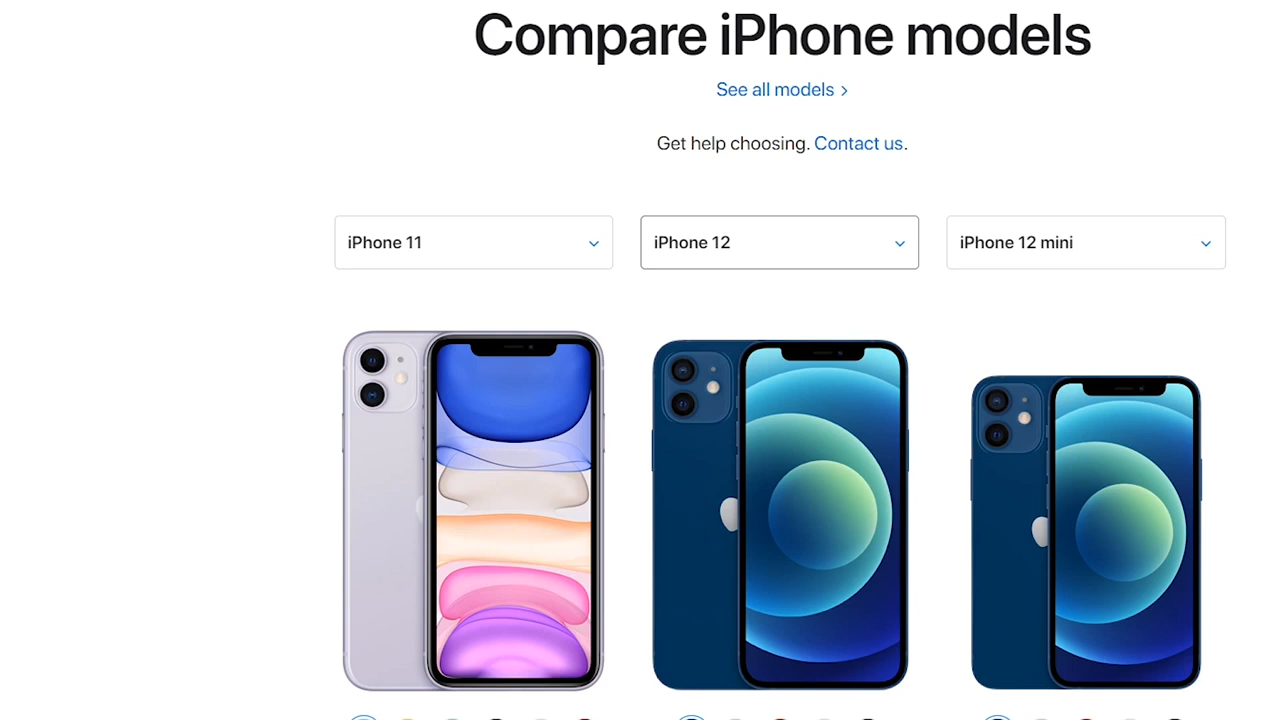 Compare iPhone models
See all models >
Get help choosing. Contact us.
iPhone 11
iPhone 12
iPhone 12 mini